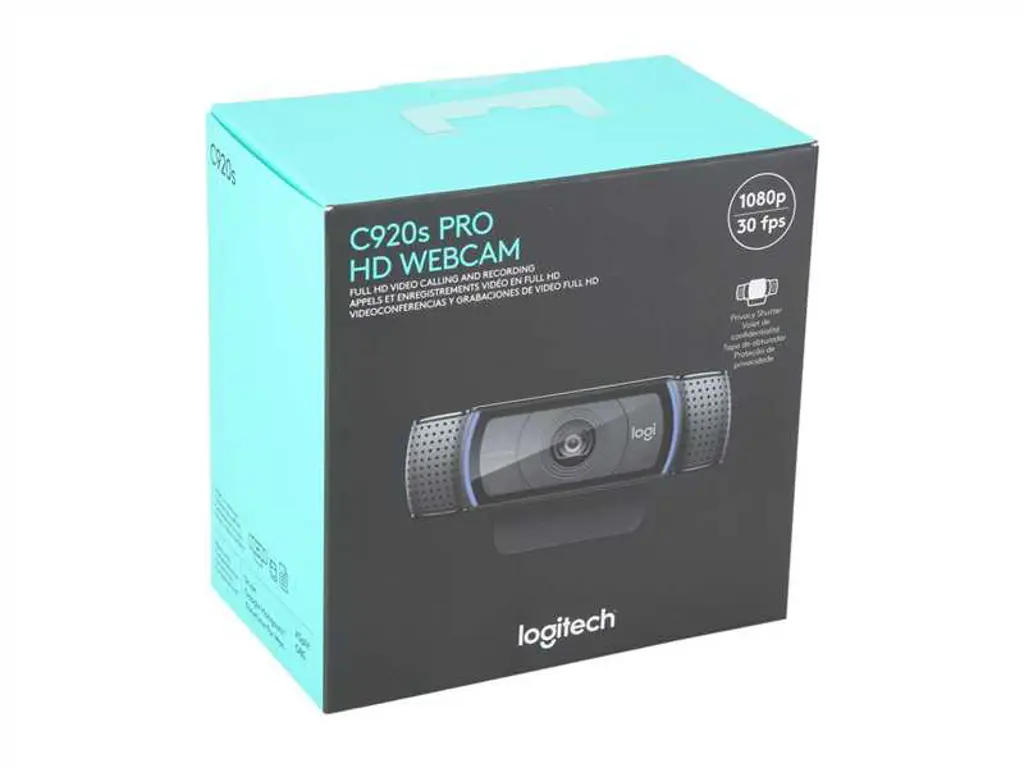 C920s
C920s PRO
HD WEBCAM
FULL HD VIDEO CALLING AND RECORDING
APPELS ET ENREGISTREMENTS VIDÉO EN FULL HD
VIDEOCONFERENCIAS Y GRABACIONES DE VIDEO FULL HD
1080p
30 fps
Privacy Shutter
Volet de
confidentialité
Tapa de obturador
Proteção de
privacidade
logi
logitech